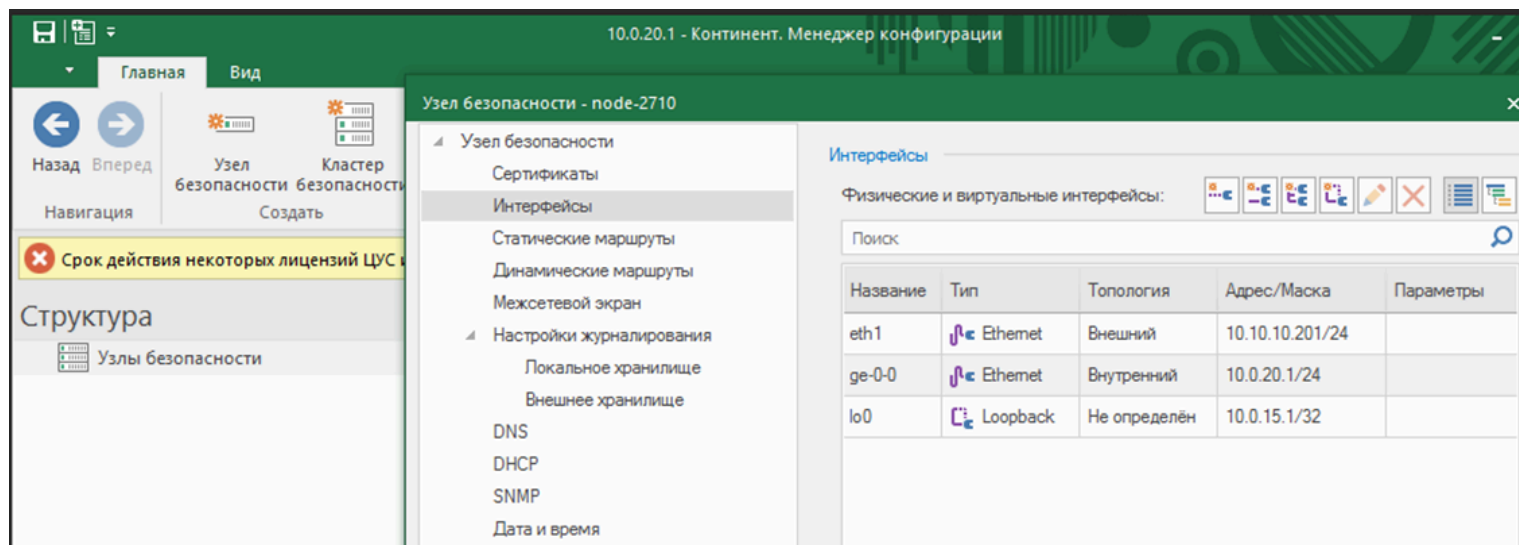 10.0.20.1 - Континент. Менеджер конфигурации
Главная Вид
Назад Вперед
Узел безопасности
Кластер безопасности
Навигация
Создать
Срок действия некоторых лицензий ЦУС
Структура
Узлы безопасности
Узел безопасности - node-2710
Узел безопасности
Сертификаты
Интерфейсы
Статические маршруты
Динамические маршруты
Межсетевой экран
Настройки журналирования
Локальное хранилище
Внешнее хранилище
DNS
DHCP
SNMP
Дата и время
Интерфейсы
Физические и виртуальные интерфейсы:
Поиск
Название Тип Топология Адрес/Маска Параметры
eth1 Ethernet Внешний 10.10.10.201/24
ge-0-0 Ethernet Внутренний 10.0.20.1/24
lo0 Loopback Не определён 10.0.15.1/32